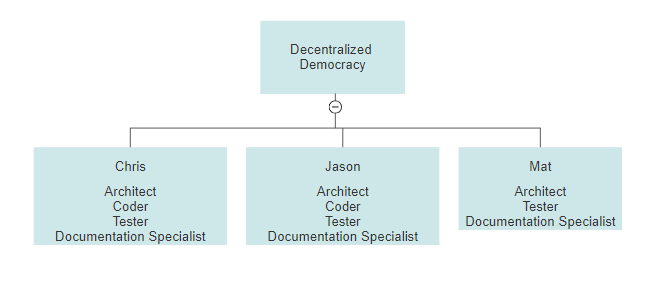 Decentralized
Democracy
Chris
Architect
Coder
Tester
Documentation Specialist
Jason
Architect
Coder
Tester
Documentation Specialist
Mat
Architect
Tester
Documentation Specialist